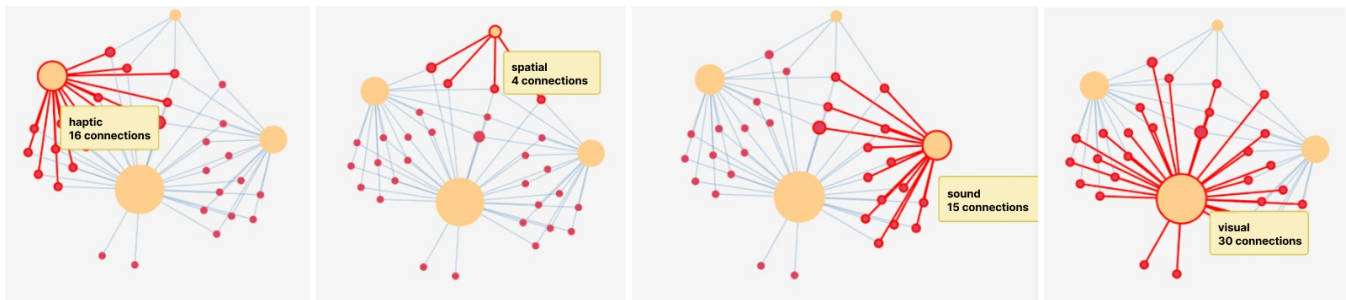 haptic
16 connections
spatial
4 connections
sound
15 connections
visual
30 connections